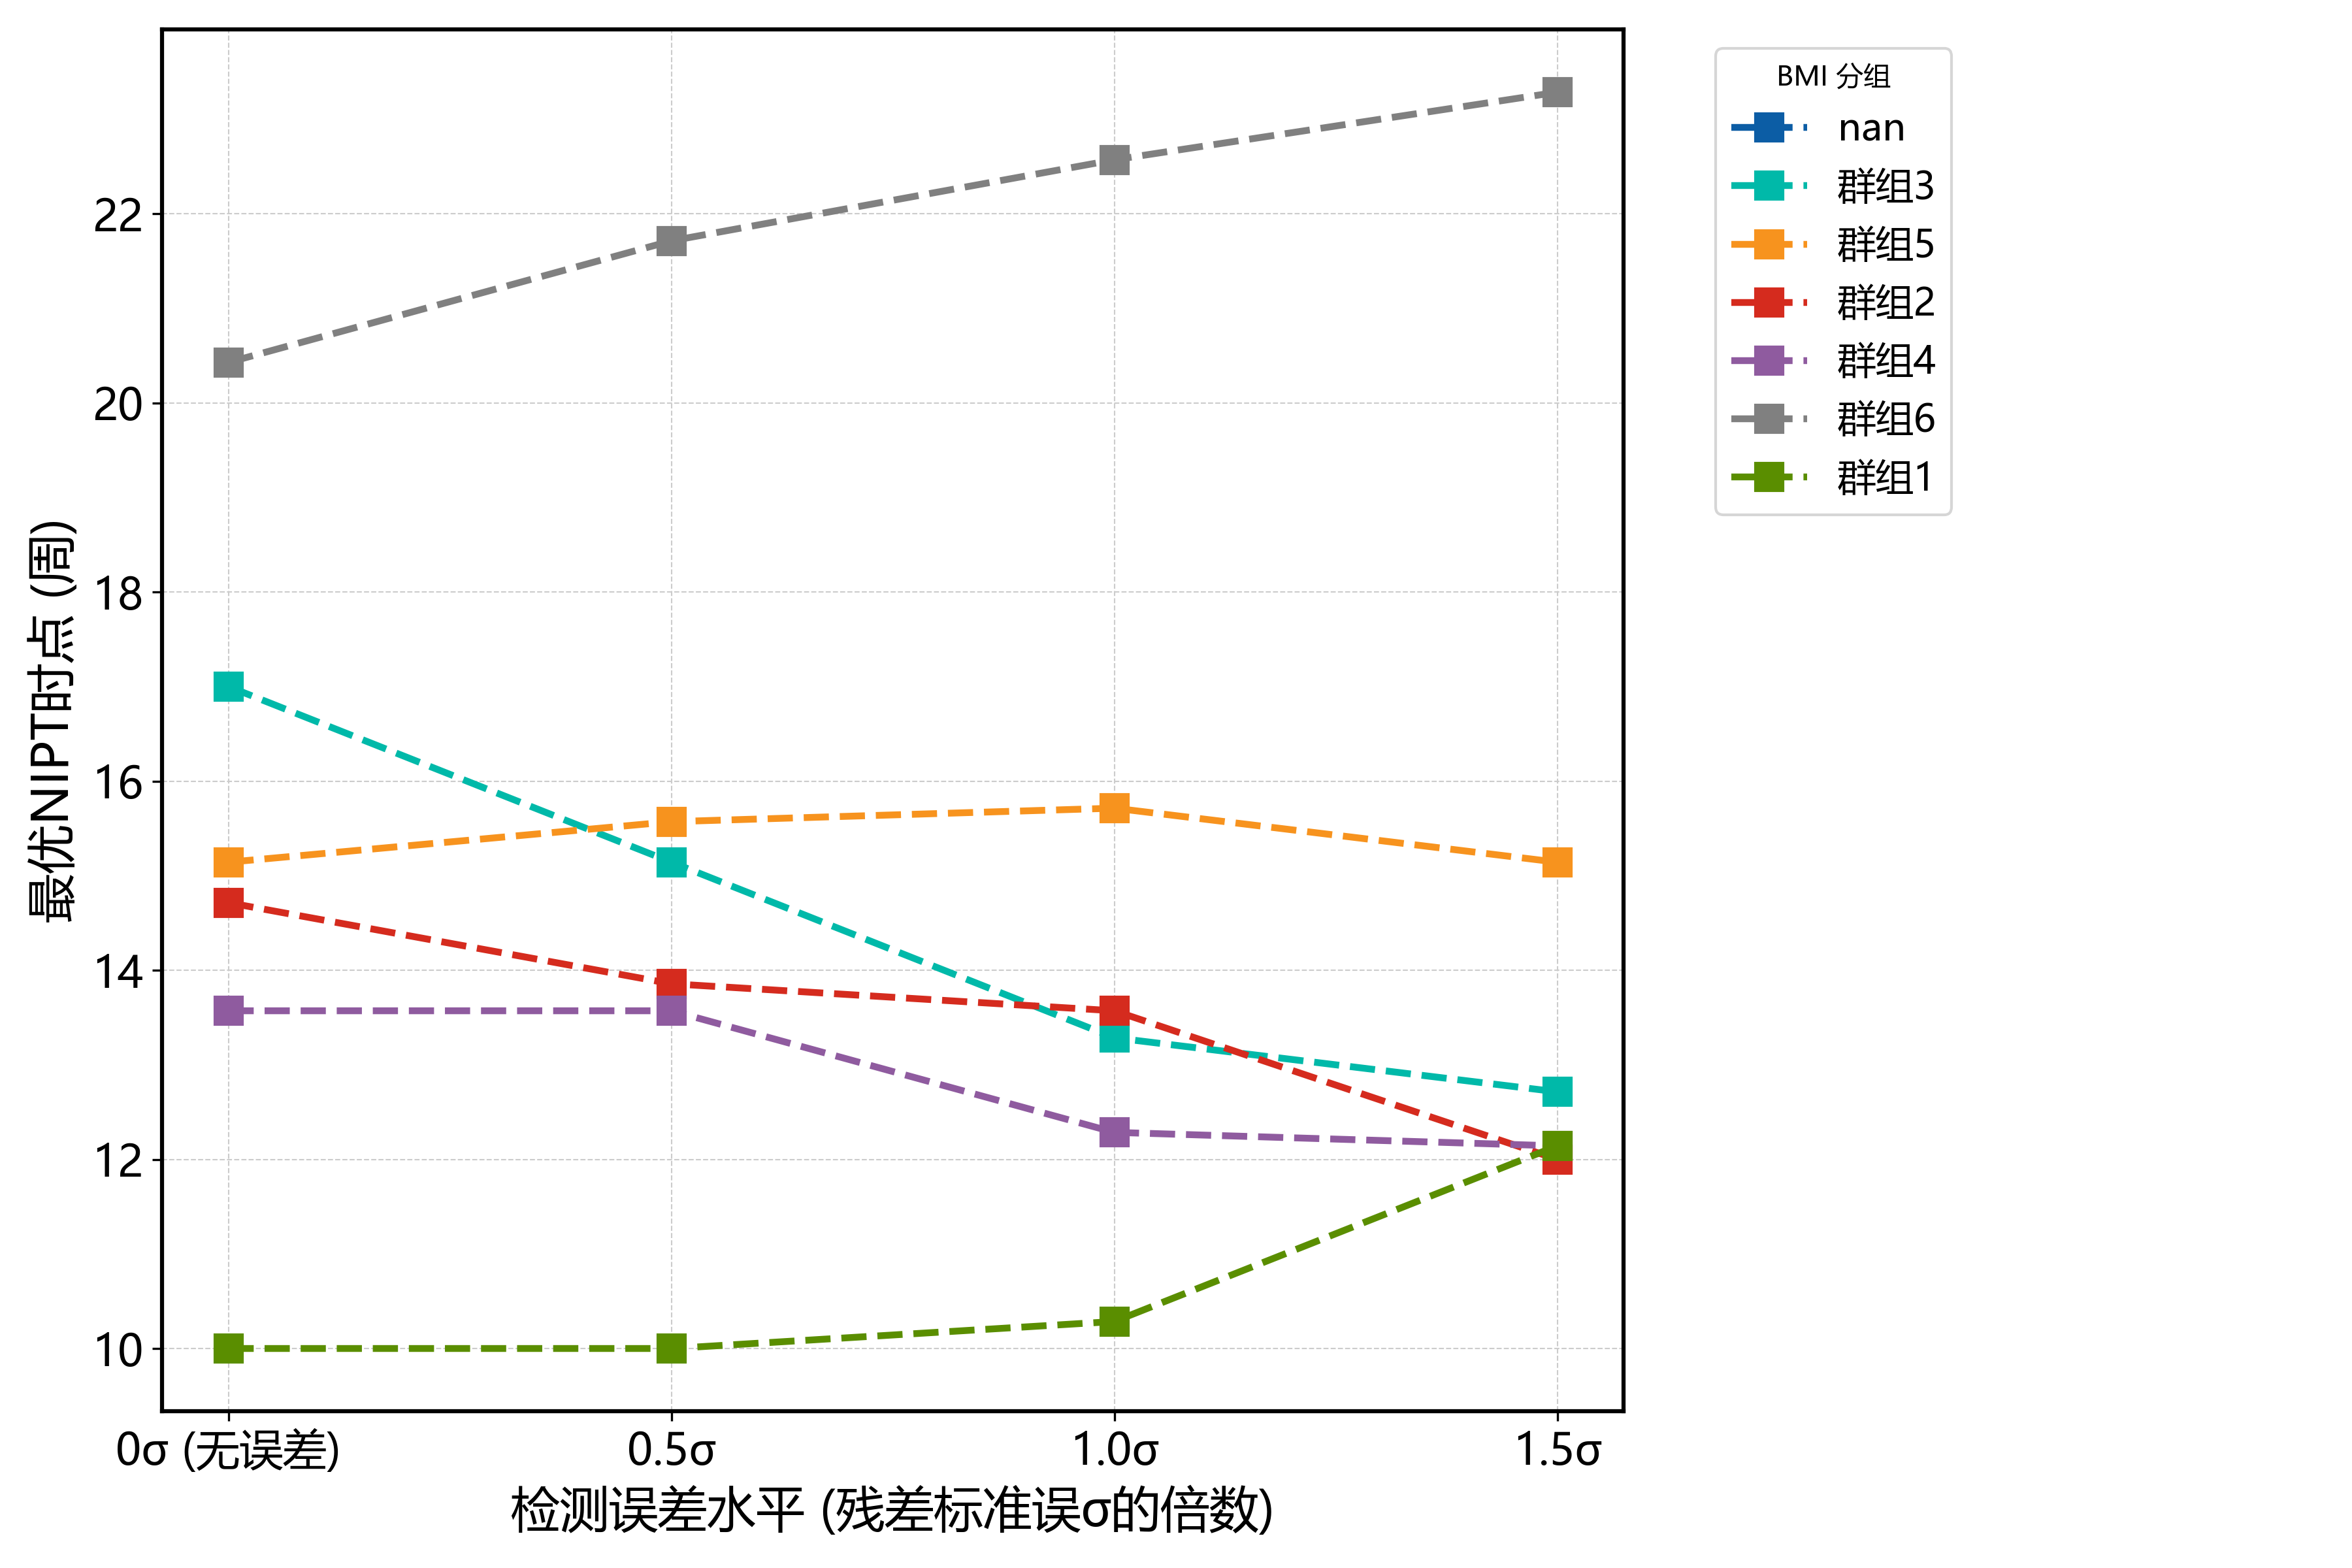 最优NIPT时点 (周)
22
20
18
16
14
12
10
0σ (无误差)
0.5σ
1.0σ
1.5σ
检测误差水平 (残差标准误σ的倍数)
BMI 分组
nan
群组3
群组5
群组2
群组4
群组6
群组1